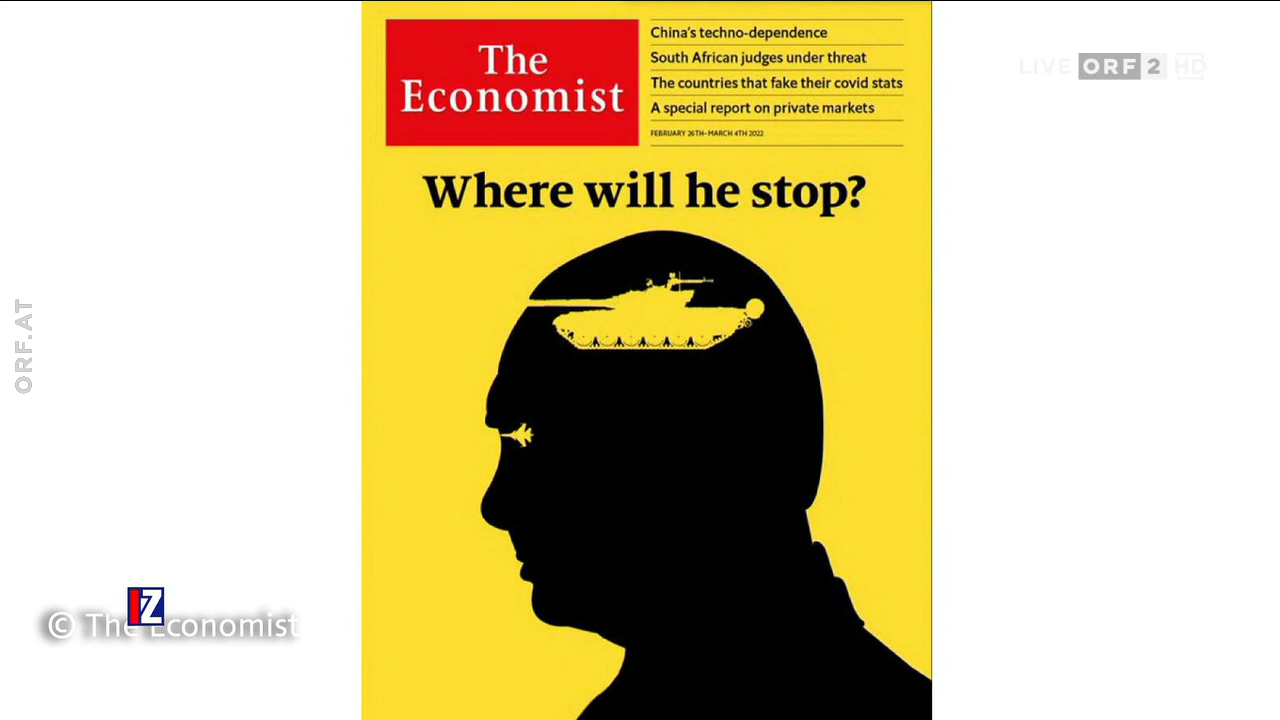 The
Economist
China's techno-dependence
South African judges under threat
The countries that fake their covid stats
A special report on private markets
FEBRUARY 26TH–MARCH 4TH 2022
Where will he stop?
LIVE ORF 2 HD
ORF.AT
IZ
© The Economist